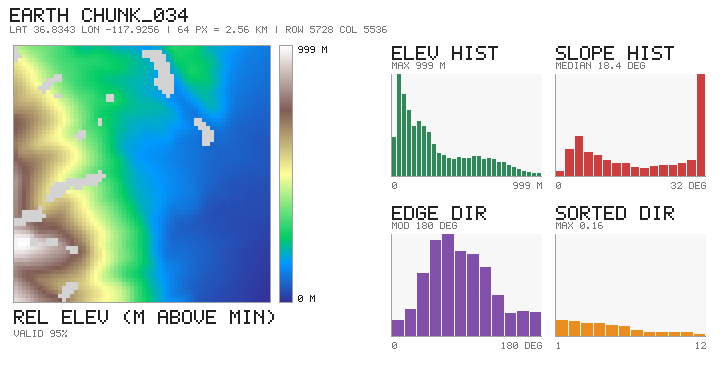 EARTH CHUNK_034
LAT 36.8343 LON -117.9256 | 64 PX = 2.56 KM | ROW 5728 COL 5536
999 M
0 M
REL ELEV (M ABOVE MIN)
VALID 95%
ELEV HIST
MAX 999 M
0 999 M
SLOPE HIST
MEDIAN 18.4 DEG
0 32 DEG
EDGE DIR
MOD 180 DEG
0 180 DEG
SORTED DIR
MAX 0.16
1 12